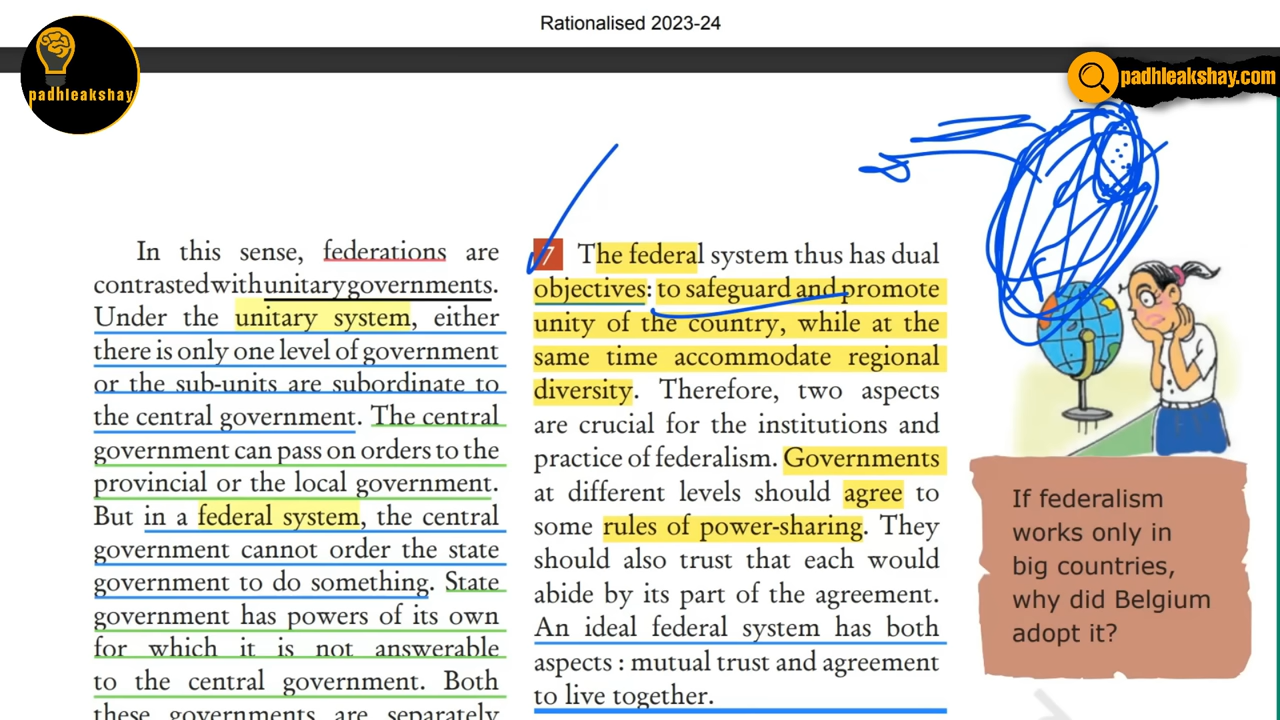 Rationalised 2023-24
padhleakshay
padhleakshay.com
In this sense, federations are
contrasted with unitary governments.
Under the unitary system, either
there is only one level of government
or the sub-units are subordinate to
the central government. The central
government can pass on orders to the
provincial or the local government.
But in a federal system, the central
government cannot order the state
government to do something. State
government has powers of its own
for which it is not answerable
to the central government. Both
these governments are separately
7 The federal system thus has dual
objectives: to safeguard and promote
unity of the country, while at the
same time accommodate regional
diversity. Therefore, two aspects
are crucial for the institutions and
practice of federalism. Governments
at different levels should agree to
some rules of power-sharing. They
should also trust that each would
abide by its part of the agreement.
An ideal federal system has both
aspects : mutual trust and agreement
to live together.
If federalism
works only in
big countries,
why did Belgium
adopt it?